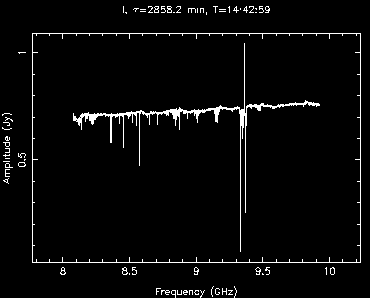 I, τ=2858.2 min, T=14:42:59
1
0.5
Amplitude (Jy)
8 8.5 9 9.5 10
Frequency (GHz)